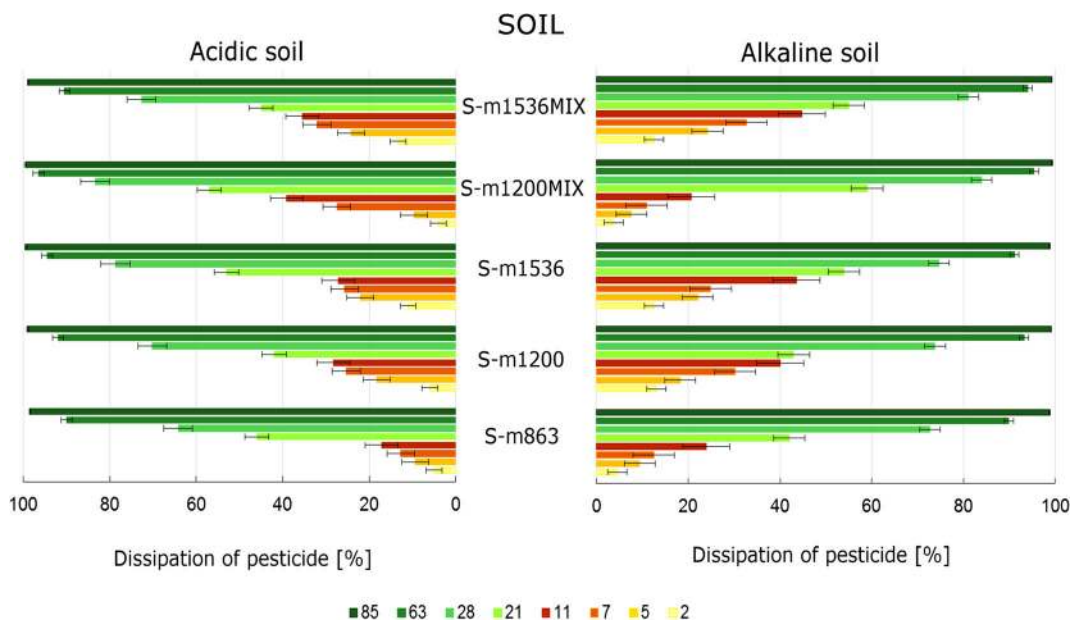 SOIL
Acidic soil
Alkaline soil
S-m1536MIX
S-m1200MIX
S-m1536
S-m1200
S-m863
100 80 60 40 20 0
0 20 40 60 80 100
Dissipation of pesticide [%]
Dissipation of pesticide [%]
85 63 28 21 11 7 5 2